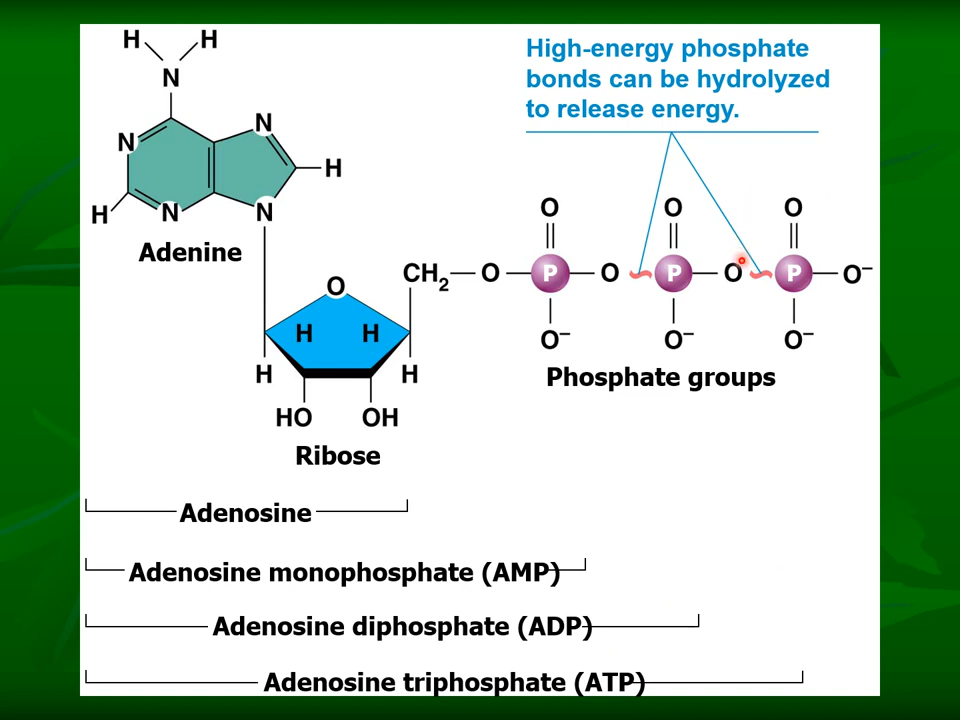 H H
High-energy phosphate
bonds can be hydrolyzed
to release energy.
N
N
N
H
H
N
N
O
O
O
Adenine
CH2 O P O P O P O−
O
H H
O−
O−
O−
H
H
Phosphate groups
HO
OH
Ribose
Adenosine
Adenosine monophosphate (AMP)
Adenosine diphosphate (ADP)
Adenosine triphosphate (ATP)